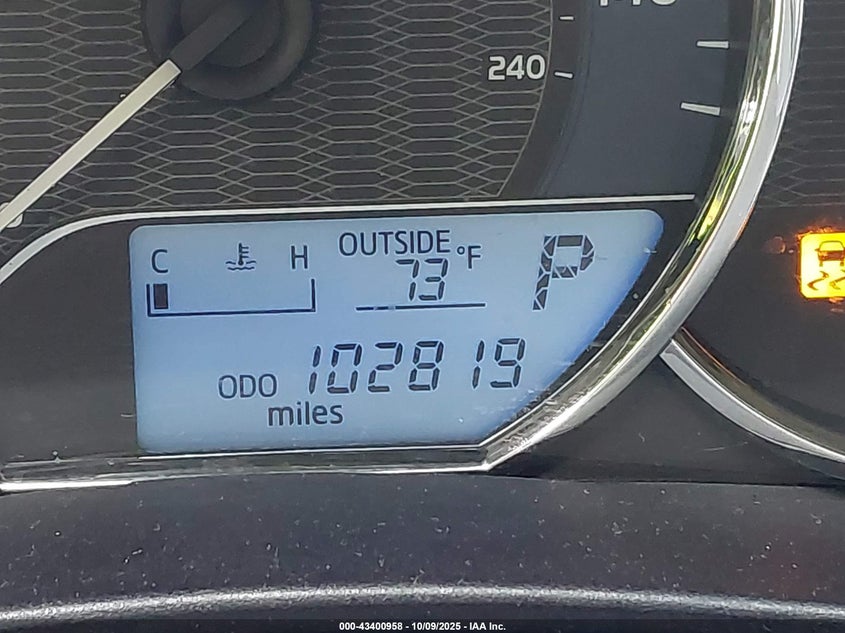 240
OUTSIDE
C H 73 °F P
ODO 102819
miles
000-43400958 - 10/09/2025 - IAA Inc.